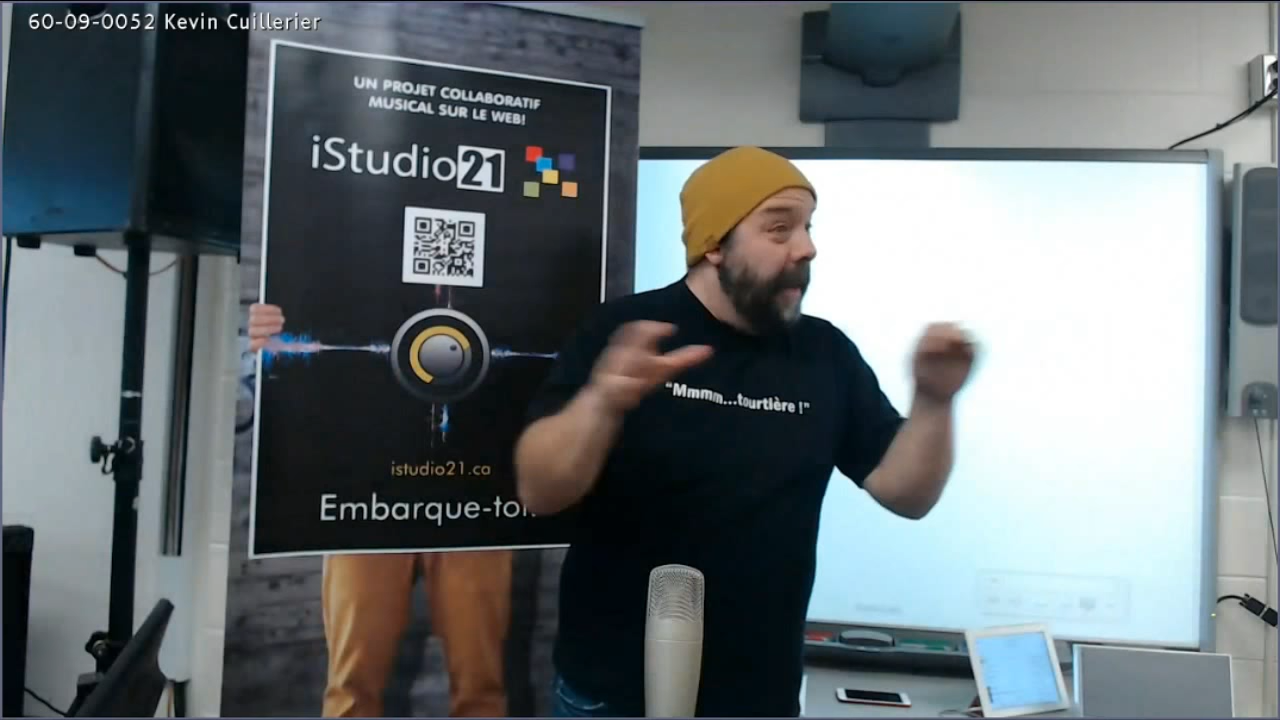 60-09-0052 Kevin Cuillerier
UN PROJET COLLABORATIF
MUSICAL SUR LE WEB!
iStudio21
istudio21.ca
Embarque-toi
"Mmmm...tourtière !"